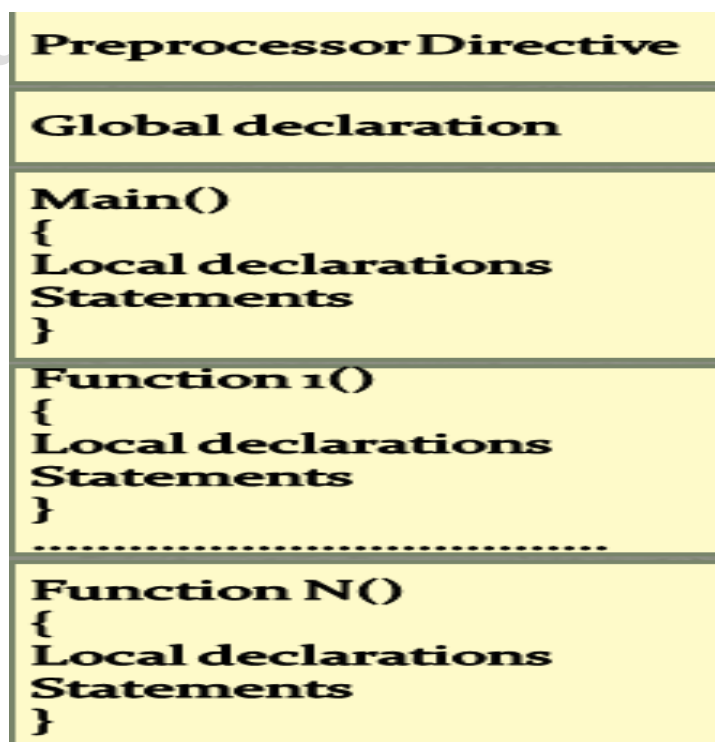 Preprocessor Directive
Global declaration
Main()
{
Local declarations
Statements
}
Function 1()
{
Local declarations
Statements
}
....................................
Function N()
{
Local declarations
Statements
}